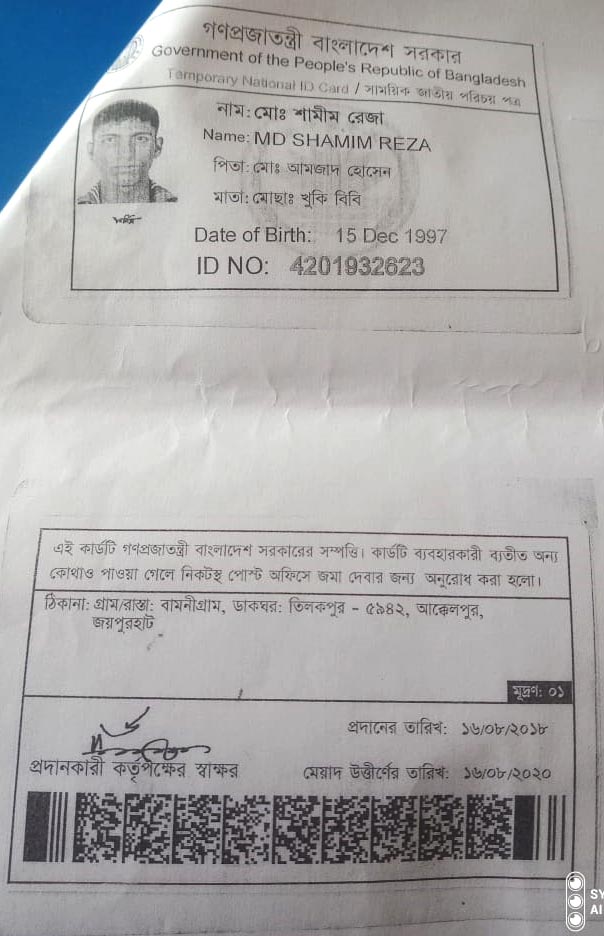 গণপ্রজাতন্ত্রী বাংলাদেশ সরকার
Government of the People's Republic of Bangladesh
Temporary National ID Card / সাময়িক জাতীয় পরিচয় পত্র
নাম: মোঃ শামীম রেজা
Name: MD SHAMIM REZA
পিতা: মোঃ আমজাদ হোসেন
মাতা: মোছাঃ খুকি বিবি
Date of Birth: 15 Dec 1997
ID NO: 4201932623
এই কার্ডটি গণপ্রজাতন্ত্রী বাংলাদেশ সরকারের সম্পত্তি। কার্ডটি ব্যবহারকারী ব্যতীত অন্য
কোথাও পাওয়া গেলে নিকটস্থ পোস্ট অফিসে জমা দেবার জন্য অনুরোধ করা হলো।
ঠিকানা: গ্রাম/রাস্তা: বামনীগ্রাম, ডাকঘর: তিলকপুর - ৫৯৪২, আক্কেলপুর,
জয়পুরহাট
মুদ্রণ: ০১
প্রদানের তারিখ: ১৬/০৮/২০১৮
প্রদানকারী কর্তৃপক্ষের স্বাক্ষর
মেয়াদ উত্তীর্ণের তারিখ: ১৬/০৮/২০২০
SY
AI